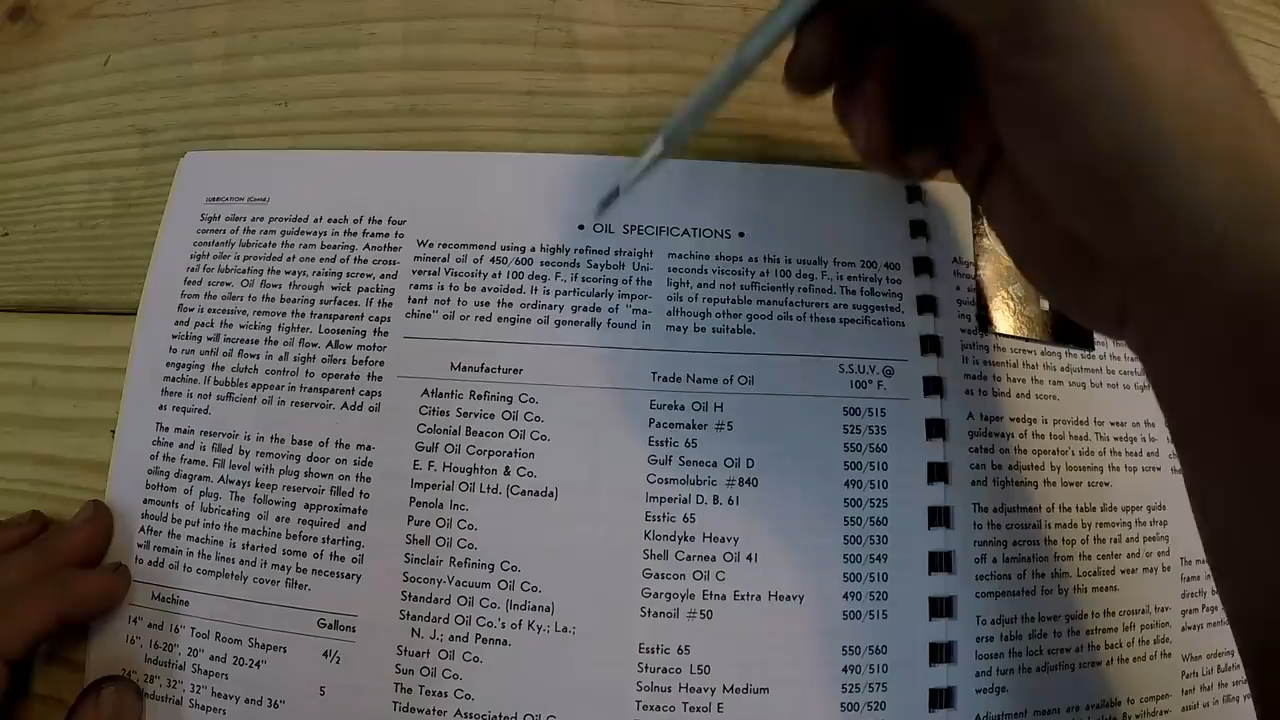 LUBRICATION (Contd.)
Sight oilers are provided at each of the four
corners of the ram guideways in the frame to
constantly lubricate the ram bearing. Another
sight oiler is provided at one end of the cross-
rail for lubricating the ways, raising screw, and
feed screw. Oil flows through wick packing
from the oilers to the bearing surfaces. If the
flow is excessive, remove the transparent caps
and pack the wicking tighter. Loosening the
wicking will increase the oil flow. Allow motor
to run until oil flows in all sight oilers before
engaging the clutch control to operate the
machine. If bubbles appear in transparent caps
there is not sufficient oil in reservoir. Add oil
as required.
The main reservoir is in the base of the ma-
chine and is filled by removing door on side
of the frame. Fill level with plug shown on the
oiling diagram. Always keep reservoir filled to
bottom of plug. The following approximate
amounts of lubricating oil are required and
should be put into the machine before starting.
After the machine is started some of the oil
will remain in the lines and it may be necessary
to add oil to completely cover filter.
Machine Gallons
14" and 16" Tool Room Shapers 4½
16", 16-20", 20" and 20-24"
Industrial Shapers 5
24", 28", 32", 32" heavy and 36"
Industrial Shapers
• OIL SPECIFICATIONS •
We recommend using a highly refined straight
mineral oil of 450/600 seconds Saybolt Uni-
versal Viscosity at 100 deg. F., if scoring of the
rams is to be avoided. It is particularly impor-
tant not to use the ordinary grade of "ma-
chine" oil or red engine oil generally found in
machine shops as this is usually from 200/400
seconds viscosity at 100 deg. F., is entirely too
light, and not sufficiently refined. The following
oils of reputable manufacturers are suggested,
although other good oils of these specifications
may be suitable.
Manufacturer Trade Name of Oil S.S.U.V. @
100° F.
Atlantic Refining Co. Eureka Oil H 500/515
Cities Service Oil Co. Pacemaker #5 525/535
Colonial Beacon Oil Co. Esstic 65 550/560
Gulf Oil Corporation Gulf Seneca Oil D 500/510
E. F. Houghton & Co. Cosmolubric #840 490/510
Imperial Oil Ltd. (Canada) Imperial D. B. 61 500/525
Penola Inc. Esstic 65 550/560
Pure Oil Co. Klondyke Heavy 500/530
Shell Oil Co. Shell Carnea Oil 41 500/549
Sinclair Refining Co. Gascon Oil C 500/510
Socony-Vacuum Oil Co. Gargoyle Etna Extra Heavy 490/520
Standard Oil Co. (Indiana) Stanoil #50 500/515
Standard Oil Co.'s of Ky.; La.;
N. J.; and Penna. Esstic 65 550/560
Stuart Oil Co. Sturaco L50 490/510
Sun Oil Co. Solnus Heavy Medium 525/575
The Texas Co. Texaco Texol E 500/520
Tidewater Associated Oil
justing the screws along the side of the
It is essential that this adjustment be
made to have the ram snug but not so
as to bind and score.
A taper wedge is provided for wear on the
guideways of the tool head. This wedge is lo-
cated on the operator's side of the head and
can be adjusted by loosening the top screw
and tightening the lower screw.
The adjustment of the table slide upper guide
to the crossrail is made by removing the strap
running across the top of the rail and peeling
off a lamination from the center and/or end
sections of the shim. Localized wear may be
compensated for by this means.
To adjust the lower guide to the crossrail, trav-
erse table slide to the extreme left position,
loosen the lock screw at the back of the slide,
and turn the adjusting screw at the end of the
wedge.
Adjustment means are available to compen-
frame in
directly
gram Page
always
When ordering
Parts List Bulletin
tant that the
assist us in filling